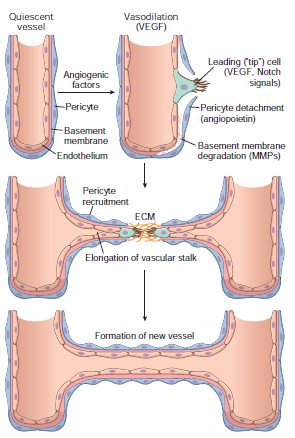 Quiescent
vessel
Vasodilation
(VEGF)
Angiogenic
factors
Leading ("tip") cell
(VEGF, Notch
signals)
Pericyte
Pericyte detachment
(angiopoietin)
Basement
membrane
Endothelium
Basement membrane
degradation (MMPs)
Pericyte
recruitment
ECM
Elongation of vascular stalk
Formation of new vessel